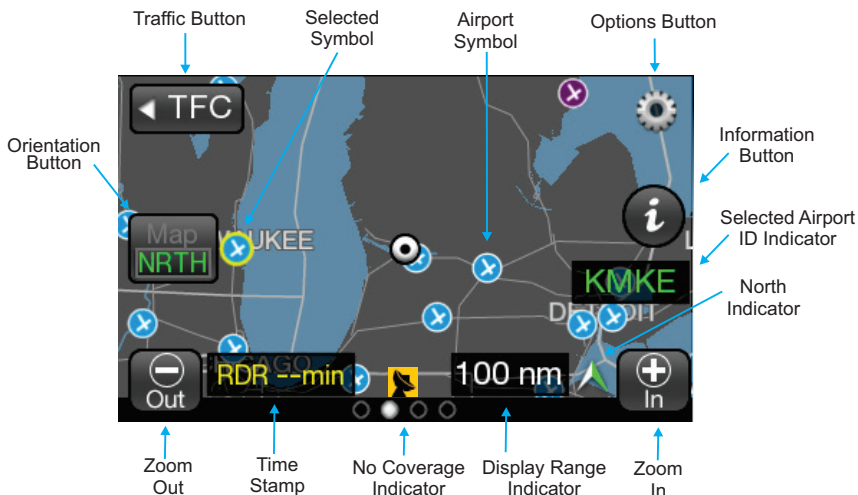 Traffic Button
Selected
Symbol
Airport
Symbol
Options Button
TFC
Orientation
Button
Information
Button
Map
NRTH
UKEE
i
Selected Airport
ID Indicator
KMKE
North
Indicator
Out
RDR --min
100 nm
In
Zoom
Out
Time
Stamp
No Coverage
Indicator
Display Range
Indicator
Zoom
In